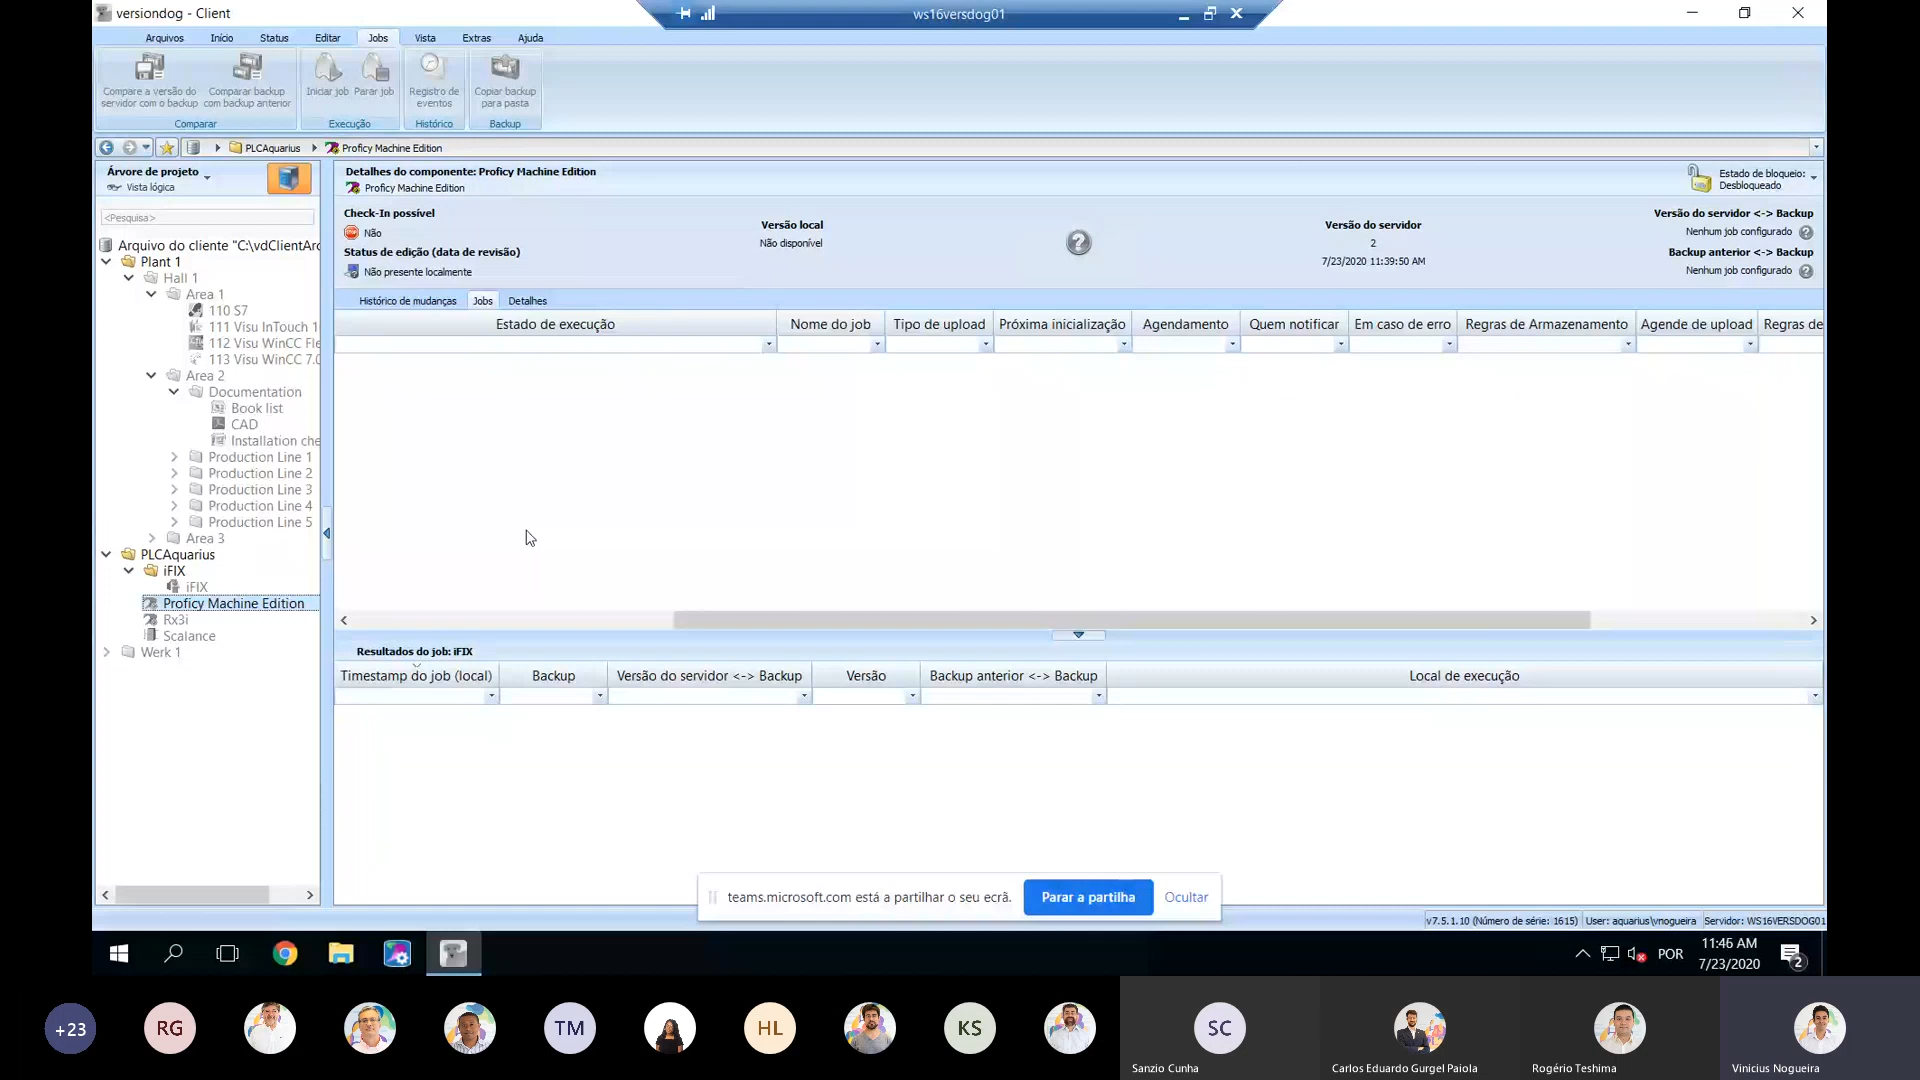 versiondog - Client
ws16versdog01
Arquivos Início Status Editar Jobs Vista Extras Ajuda
Compare a versão do servidor com o backup
Comparar backup com backup anterior
Iniciar job Parar job
Registro de eventos
Copiar backup para pasta
Comparar Execução Histórico Backup
PLCAquarius Proficy Machine Edition
Árvore de projeto
Vista lógica
<Pesquisa>
Arquivo do cliente "C:\vdClientArc
Plant 1
Hall 1
Area 1
110 S7
111 Visu InTouch 1
112 Visu WinCC Fle
113 Visu WinCC 7.0
Area 2
Documentation
Book list
CAD
Installation che
Production Line 1
Production Line 2
Production Line 3
Production Line 4
Production Line 5
Area 3
PLCAquarius
iFIX
iFIX
Proficy Machine Edition
Rx3i
Scalance
Werk 1
Detalhes do componente: Proficy Machine Edition
Proficy Machine Edition
Estado de bloqueio:
Desbloqueado
Check-In possível
Não
Status de edição (data de revisão)
Não presente localmente
Versão local
Não disponível
Versão do servidor
2
7/23/2020 11:39:50 AM
Versão do servidor <-> Backup
Nenhum job configurado
Backup anterior <-> Backup
Nenhum job configurado
Histórico de mudanças Jobs Detalhes
Estado de execução Nome do job Tipo de upload Próxima inicialização Agendamento Quem notificar Em caso de erro Regras de Armazenamento Agende de upload Regras de
Resultados do job: iFIX
Timestamp do job (local) Backup Versão do servidor <-> Backup Versão Backup anterior <-> Backup Local de execução
teams.microsoft.com está a partilhar o seu ecrã. Parar a partilha Ocultar
v7.5.1.10 (Número de série: 1615) User: aquarius\vnogueira Servidor: WS16VERSDOG01
POR
11:46 AM
7/23/2020
2
+23 RG TM HL KS SC
Sanzio Cunha Carlos Eduardo Gurgel Paiola Rogério Teshima Vinicius Nogueira